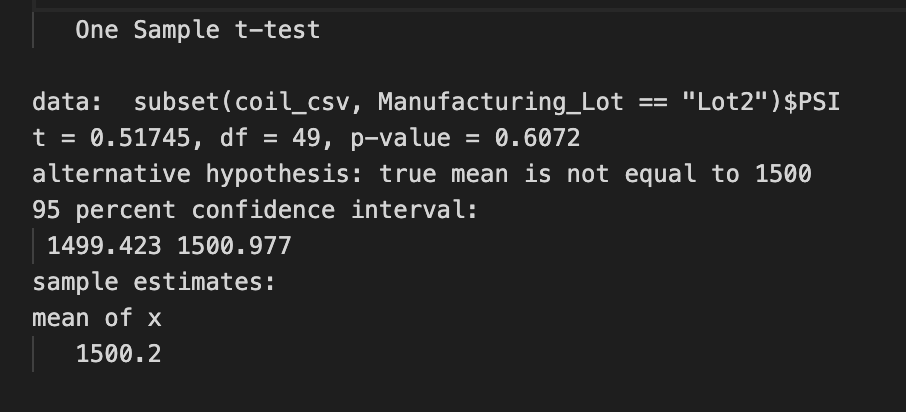 One Sample t-test
data:  subset(coil_csv, Manufacturing_Lot == "Lot2")$PSI
t = 0.51745, df = 49, p-value = 0.6072
alternative hypothesis: true mean is not equal to 1500
95 percent confidence interval:
1499.423 1500.977
sample estimates:
mean of x
1500.2